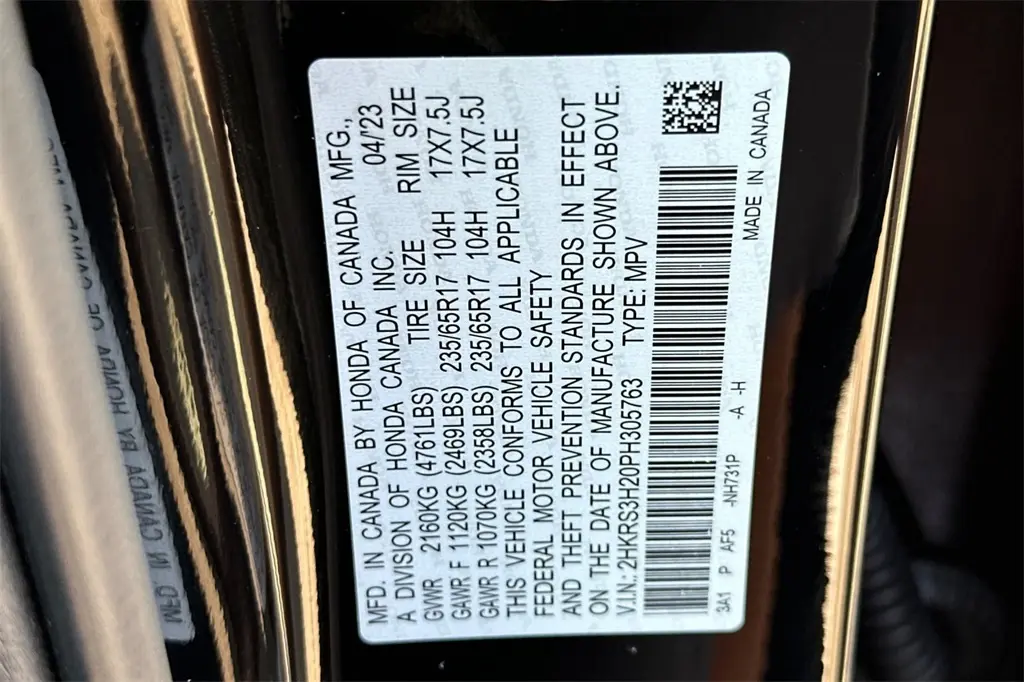 MFD. IN CANADA BY HONDA OF CANADA MFG.,
A DIVISION OF HONDA CANADA INC. 04/'23
GVWR 2160KG (4761LBS) TIRE SIZE RIM SIZE
GAWR F 1120KG (2469LBS) 235/65R17 104H 17X7.5J
GAWR R 1070KG (2358LBS) 235/65R17 104H 17X7.5J
THIS VEHICLE CONFORMS TO ALL APPLICABLE
FEDERAL MOTOR VEHICLE SAFETY
AND THEFT PREVENTION STANDARDS IN EFFECT
ON THE DATE OF MANUFACTURE SHOWN ABOVE.
V.I.N.: 2HKRS3H20PH305763 TYPE: MPV
3A1 P AF5 -NH731P -A -H MADE IN CANADA